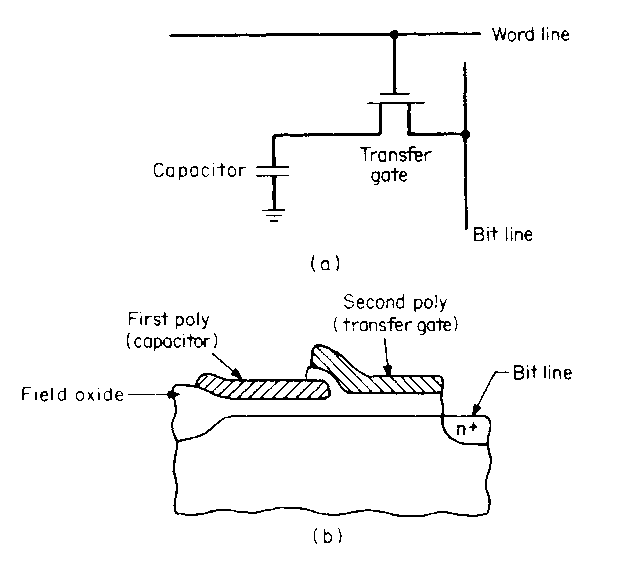 Word line
Transfer
gate
Capacitor
Bit line
(a)
First poly
(capacitor)
Second poly
(transfer gate)
Field oxide
Bit line
n+
(b)